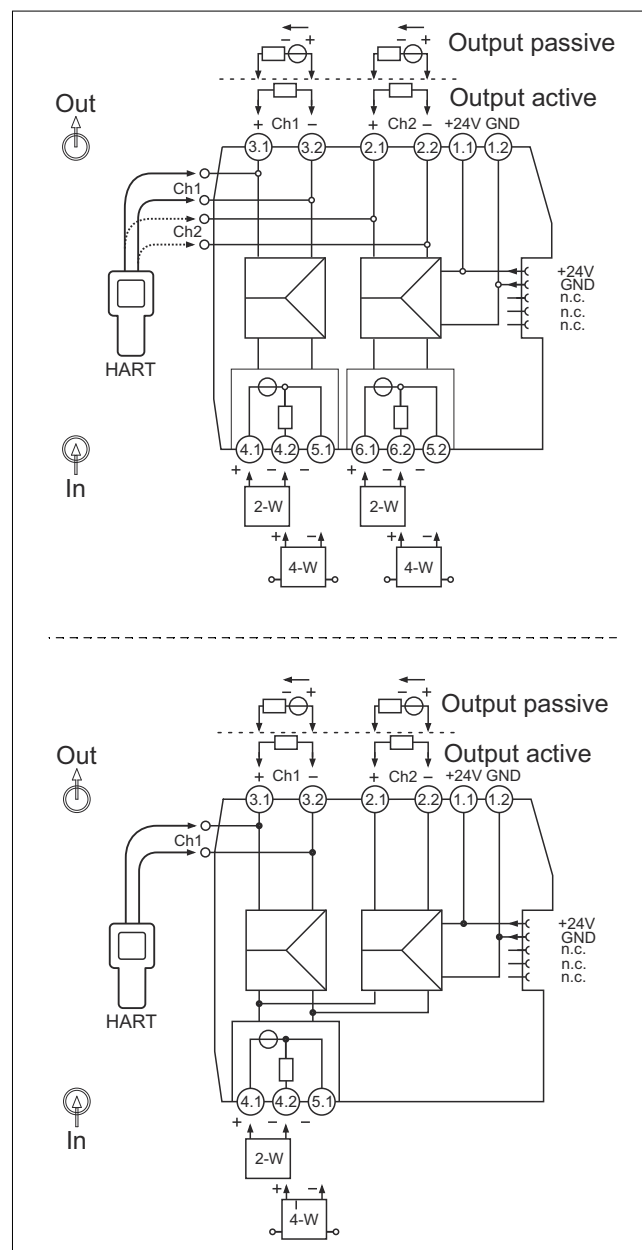 Output passive
Output active
− +
− +
Out
+ Ch1 − + Ch2 − +24V GND
3.1 3.2 2.1 2.2 1.1 1.2
Ch1
Ch2
+24V
GND
n.c.
n.c.
n.c.
HART
4.1 4.2 5.1 6.1 6.2 5.2
In
+ − − + − −
2-W 2-W
+ − + −
4-W 4-W
− +
− +
Output passive
Output active
Out
+ Ch1 − + Ch2 − +24V GND
3.1 3.2 2.1 2.2 1.1 1.2
Ch1
+24V
GND
n.c.
n.c.
n.c.
HART
4.1 4.2 5.1
In
+ − −
2-W
+ −
4-W